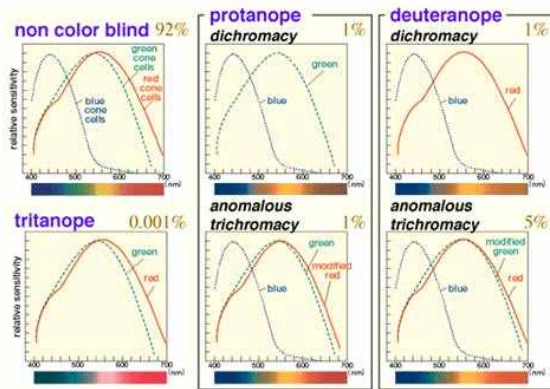 non color blind 92%
green
cone
cells
red
cone
cells
blue
cone
cells
relative sensitivity
400 500 600 700
(nm)
protanope
dichromacy 1%
green
blue
400 500 600 700
(nm)
deuteranope
dichromacy 1%
red
blue
400 500 600 700
(nm)
tritanope 0.001%
green
red
relative sensitivity
400 500 600 700
anomalous
trichromacy 1%
green
modified
red
blue
400 500 600 700
anomalous
trichromacy 5%
modified
green
red
blue
400 500 600 700